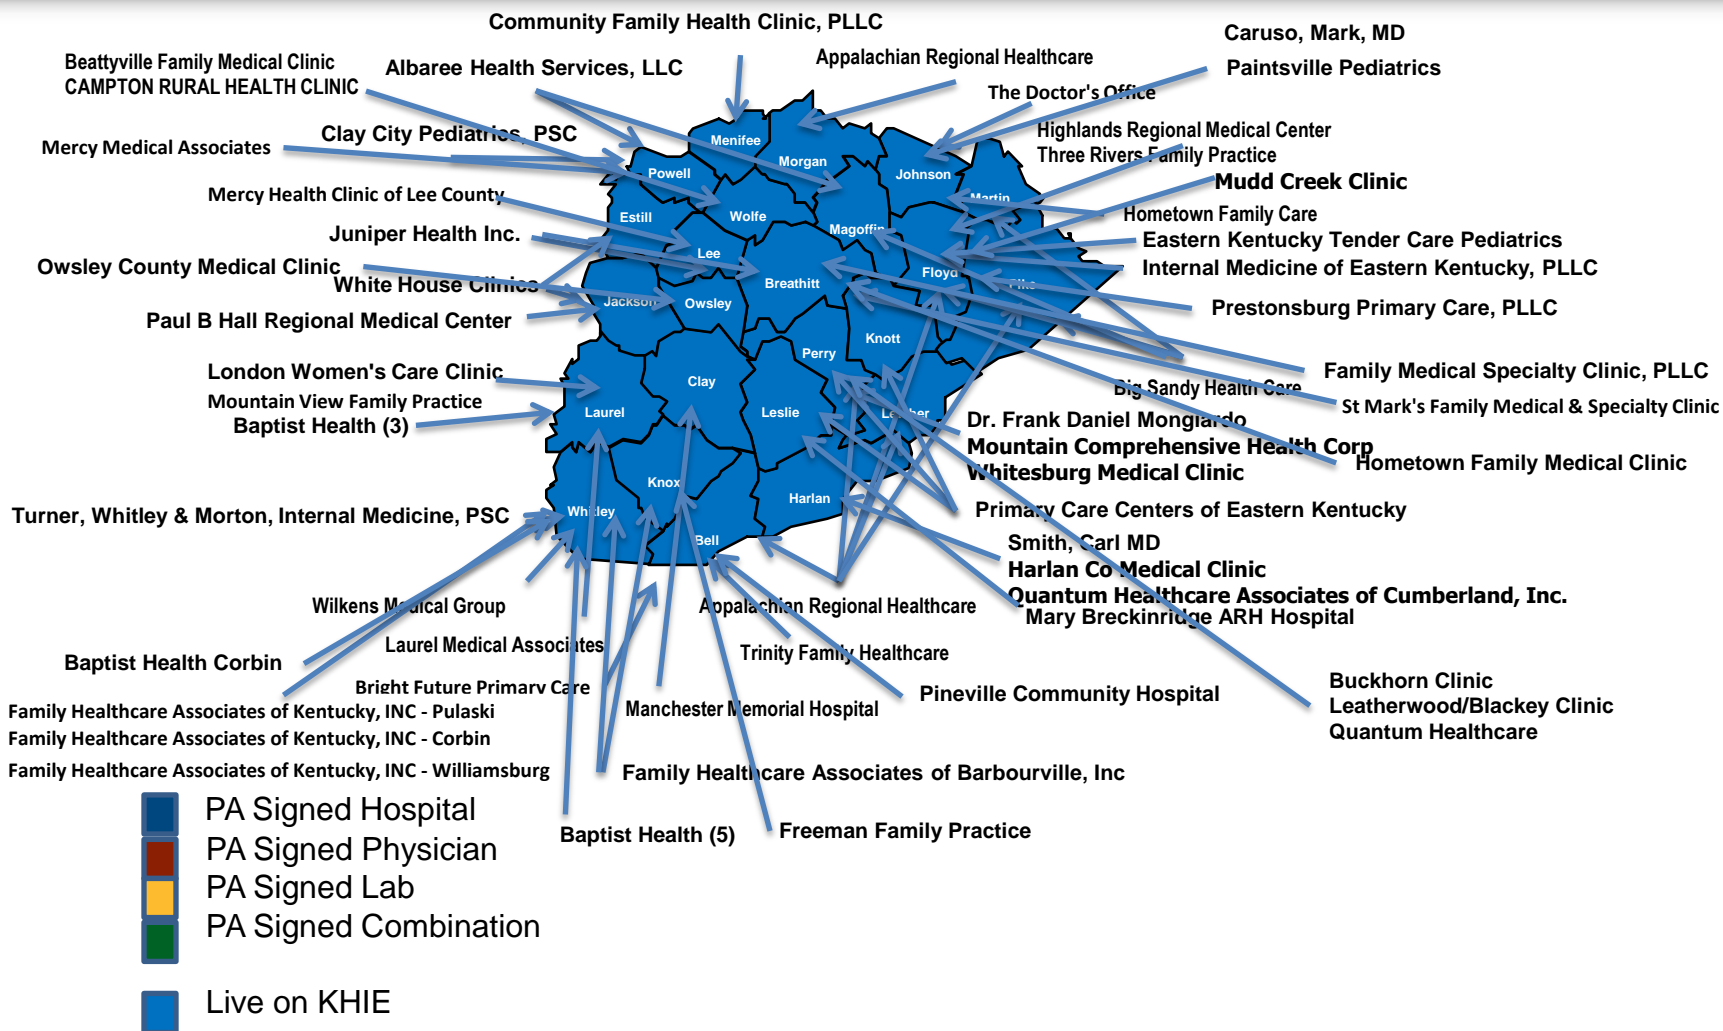 Community Family Health Clinic, PLLC
Caruso, Mark, MD
Beattyville Family Medical Clinic
CAMPTON RURAL HEALTH CLINIC
Albaree Health Services, LLC
Appalachian Regional Healthcare
Paintsville Pediatrics
The Doctor's Office
Clay City Pediatrics, PSC
Mercy Medical Associates
Highlands Regional Medical Center
Three Rivers Family Practice
Mudd Creek Clinic
Mercy Health Clinic of Lee County
Hometown Family Care
Juniper Health Inc.
Eastern Kentucky Tender Care Pediatrics
Owsley County Medical Clinic
Internal Medicine of Eastern Kentucky, PLLC
White House Clinics
Prestonsburg Primary Care, PLLC
Paul B Hall Regional Medical Center
London Women's Care Clinic
Family Medical Specialty Clinic, PLLC
Big Sandy Health Care
Mountain View Family Practice
St Mark's Family Medical & Specialty Clinic
Baptist Health (3)
Dr. Frank Daniel Mongiardo
Mountain Comprehensive Health Corp
Whitesburg Medical Clinic
Hometown Family Medical Clinic
Turner, Whitley & Morton, Internal Medicine, PSC
Primary Care Centers of Eastern Kentucky
Smith, Carl MD
Harlan Co Medical Clinic
Quantum Healthcare Associates of Cumberland, Inc.
Mary Breckinridge ARH Hospital
Menifee
Morgan
Powell
Johnson
Martin
Estill
Wolfe
Magoffin
Lee
Breathitt
Floyd
Pike
Jackson
Owsley
Knott
Perry
Clay
Laurel
Leslie
Letcher
Knox
Harlan
Whitley
Bell
Wilkens Medical Group
Appalachian Regional Healthcare
Laurel Medical Associates
Trinity Family Healthcare
Baptist Health Corbin
Bright Future Primary Care
Pineville Community Hospital
Manchester Memorial Hospital
Buckhorn Clinic
Leatherwood/Blackey Clinic
Quantum Healthcare
Family Healthcare Associates of Kentucky, INC - Pulaski
Family Healthcare Associates of Kentucky, INC - Corbin
Family Healthcare Associates of Kentucky, INC - Williamsburg
Family Healthcare Associates of Barbourville, Inc
Baptist Health (5)
Freeman Family Practice
PA Signed Hospital
PA Signed Physician
PA Signed Lab
PA Signed Combination
Live on KHIE